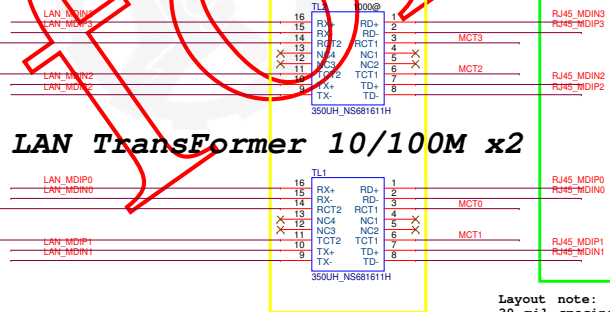 TL2 1000@
LAN_MDIN3 16 RX+ RD+ 1 RJ45_MDIN3
LAN_MDIP3 15 RX- RD- 2 RJ45_MDIP3
14 RCT2 RCT1 3 MCT3
13 NC4 NC1 4
12 NC3 NC2 5
11 TCT2 TCT1 6 MCT2
LAN_MDIN2 10 TX+ TD+ 7 RJ45_MDIN2
LAN_MDIP2 9 TX- TD- 8 RJ45_MDIP2
350UH_NS681611H
LAN TransFormer 10/100M x2
TL1
LAN_MDIP0 16 RX+ RD+ 1 RJ45_MDIP0
LAN_MDIN0 15 RX- RD- 2 RJ45_MDIN0
14 RCT2 RCT1 3 MCT0
13 NC4 NC1 4
12 NC3 NC2 5
11 TCT2 TCT1 6 MCT1
LAN_MDIP1 10 TX+ TD+ 7 RJ45_MDIP1
LAN_MDIN1 9 TX- TD- 8 RJ45_MDIN1
350UH_NS681611H
Layout note: